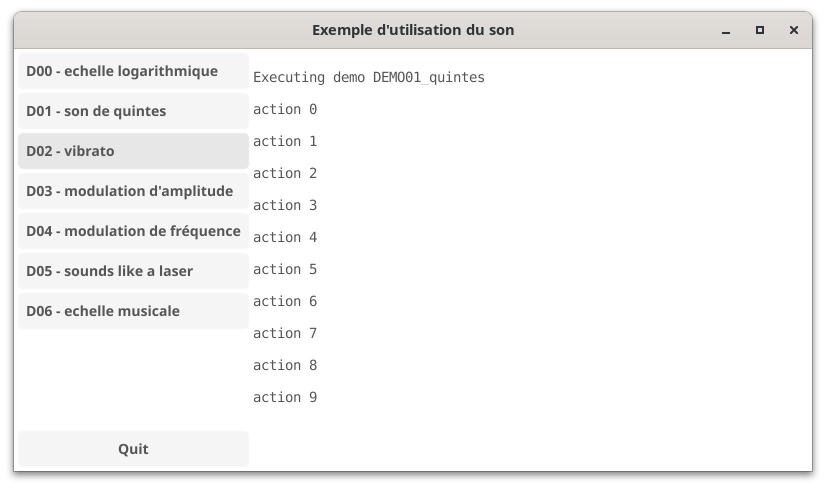 Exemple d'utilisation du son
D00 - echelle logarithmique
D01 - son de quintes
D02 - vibrato
D03 - modulation d'amplitude
D04 - modulation de fréquence
D05 - sounds like a laser
D06 - echelle musicale
Quit
Executing demo DEMO01_quintes
action 0
action 1
action 2
action 3
action 4
action 5
action 6
action 7
action 8
action 9